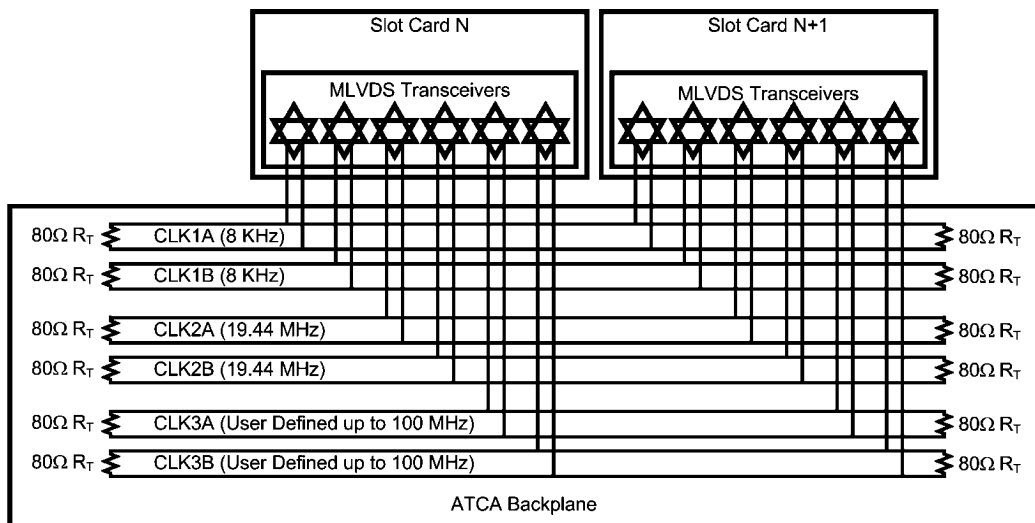 Slot Card N
Slot Card N+1
MLVDS Transceivers
MLVDS Transceivers
80Ω RT CLK1A (8 KHz) 80Ω RT
80Ω RT CLK1B (8 KHz) 80Ω RT
80Ω RT CLK2A (19.44 MHz) 80Ω RT
80Ω RT CLK2B (19.44 MHz) 80Ω RT
80Ω RT CLK3A (User Defined up to 100 MHz) 80Ω RT
80Ω RT CLK3B (User Defined up to 100 MHz) 80Ω RT
ATCA Backplane